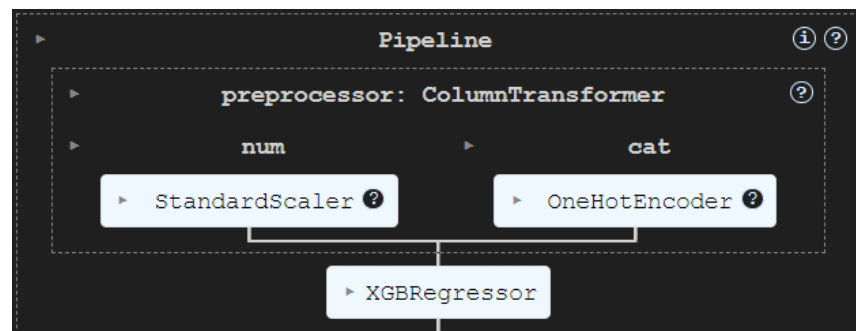 Pipeline i ?
preprocessor: ColumnTransformer ?
num cat
StandardScaler ? OneHotEncoder ?
XGBRegressor